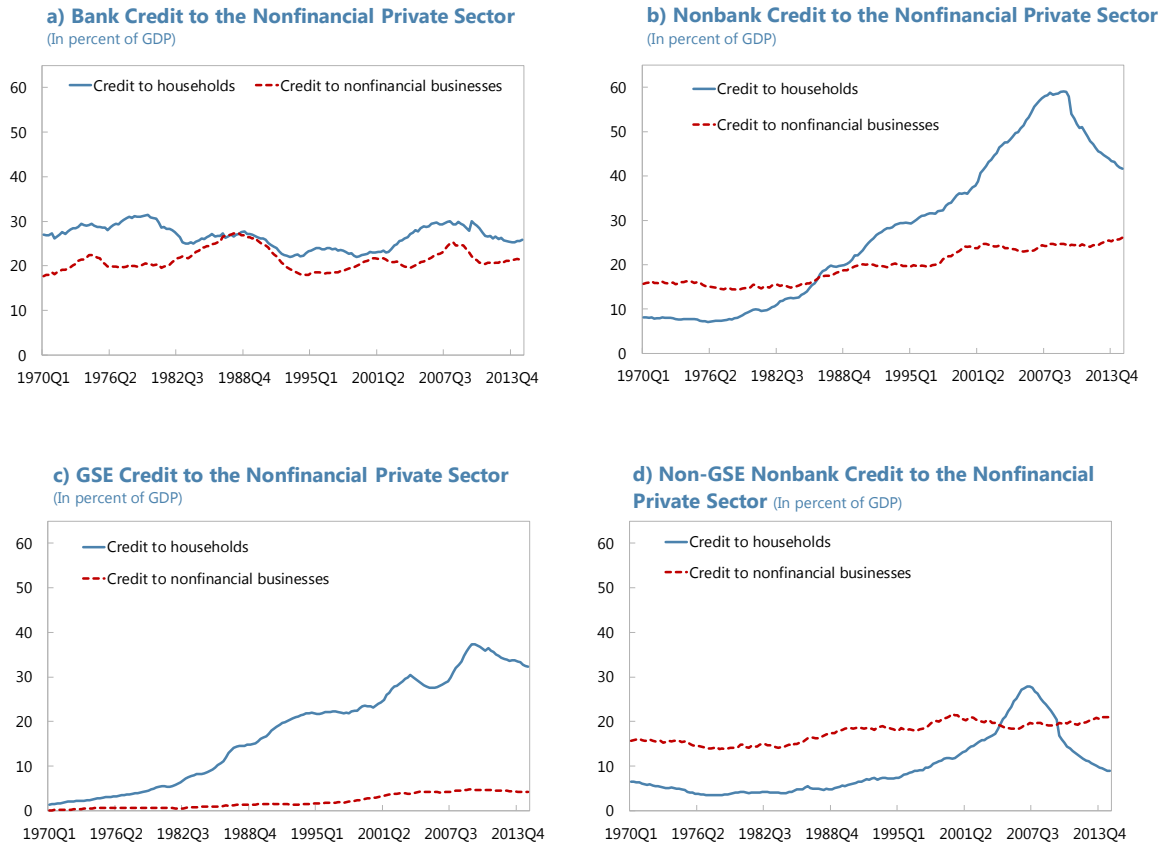 a) Bank Credit to the Nonfinancial Private Sector
(In percent of GDP)
Credit to households
Credit to nonfinancial businesses
60
50
40
30
20
10
0
1970Q1 1976Q2 1982Q3 1988Q4 1995Q1 2001Q2 2007Q3 2013Q4
b) Nonbank Credit to the Nonfinancial Private Sector
(In percent of GDP)
Credit to households
Credit to nonfinancial businesses
60
50
40
30
20
10
0
1970Q1 1976Q2 1982Q3 1988Q4 1995Q1 2001Q2 2007Q3 2013Q4
c) GSE Credit to the Nonfinancial Private Sector
(In percent of GDP)
Credit to households
Credit to nonfinancial businesses
60
50
40
30
20
10
0
1970Q1 1976Q2 1982Q3 1988Q4 1995Q1 2001Q2 2007Q3 2013Q4
d) Non-GSE Nonbank Credit to the Nonfinancial
Private Sector (In percent of GDP)
Credit to households
Credit to nonfinancial businesses
60
50
40
30
20
10
0
1970Q1 1976Q2 1982Q3 1988Q4 1995Q1 2001Q2 2007Q3 2013Q4